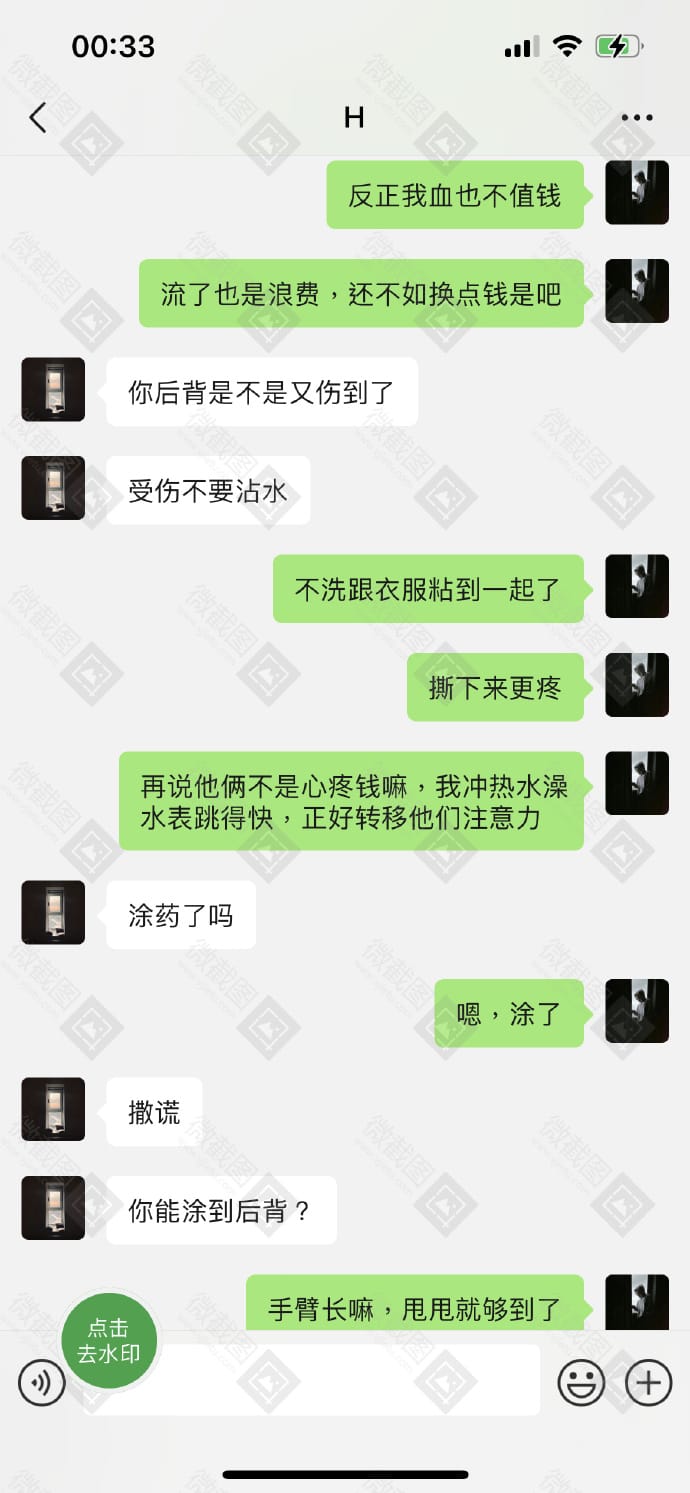 00:33
H
反正我血也不值钱
流了也是浪费，还不如换点钱是吧
你后背是不是又伤到了
受伤不要沾水
不洗跟衣服粘到一起了
撕下来更疼
再说他俩不是心疼钱嘛，我冲热水澡
水表跳得快，正好转移他们注意力
涂药了吗
嗯，涂了
撒谎
你能涂到后背？
手臂长嘛，甩甩就够到了
点击
去水印
微截图